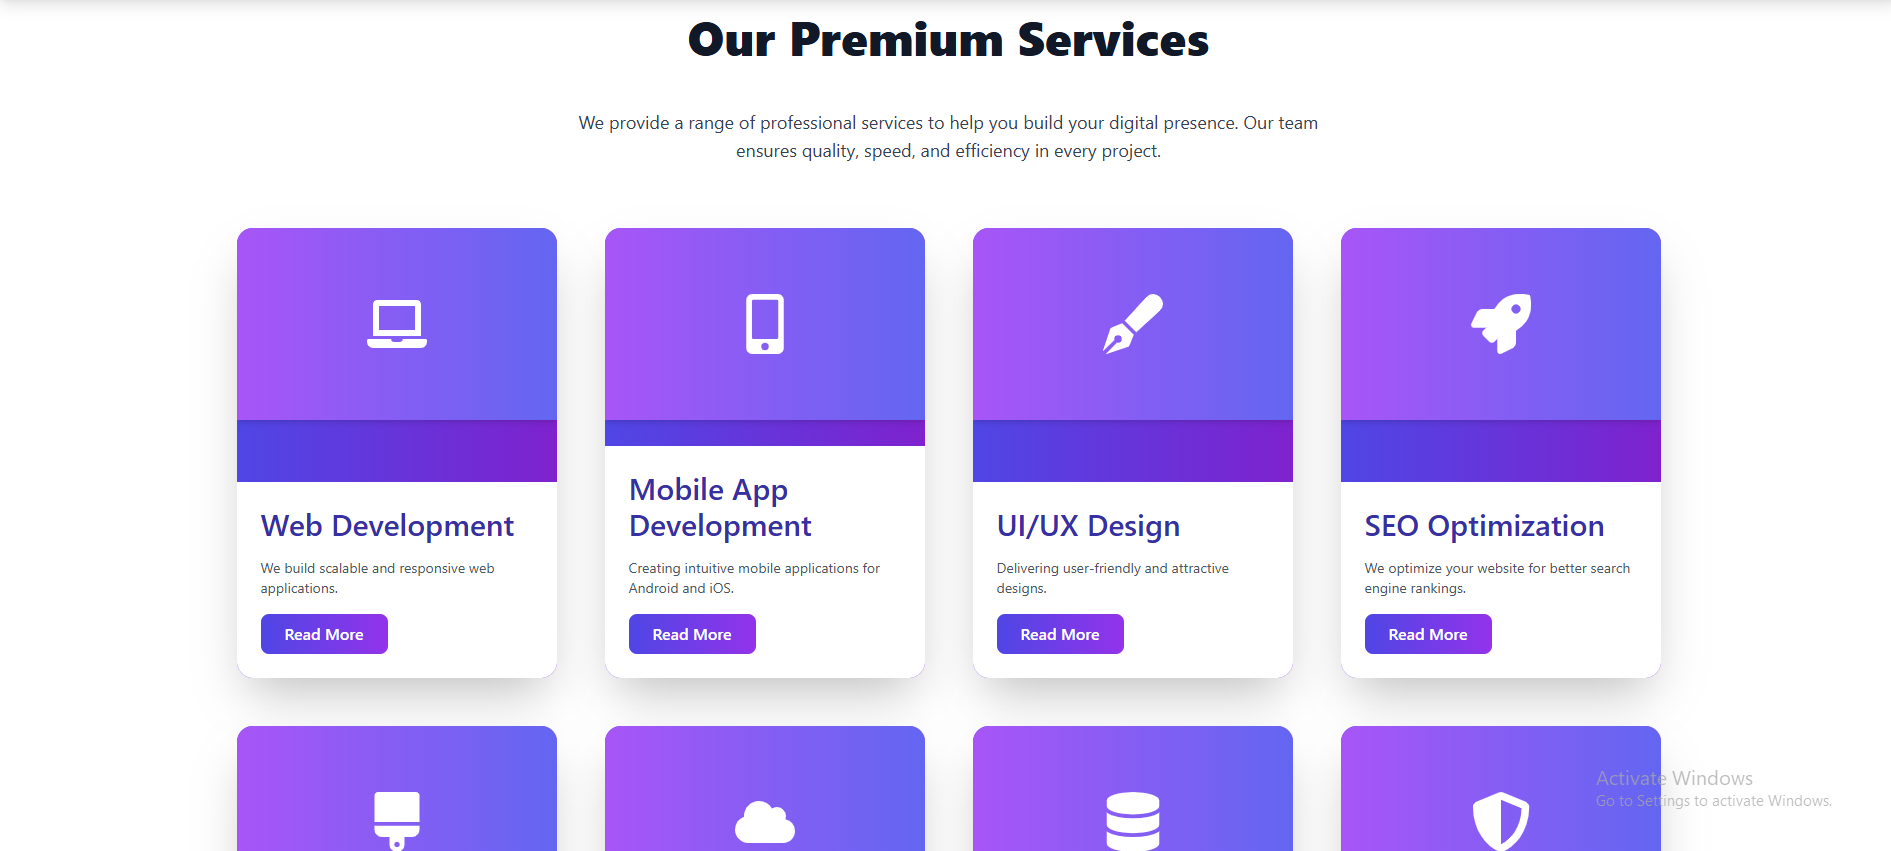 Our Premium Services
We provide a range of professional services to help you build your digital presence. Our team
ensures quality, speed, and efficiency in every project.
Web Development
We build scalable and responsive web
applications.
Read More
Mobile App
Development
Creating intuitive mobile applications for
Android and iOS.
Read More
UI/UX Design
Delivering user-friendly and attractive
designs.
Read More
SEO Optimization
We optimize your website for better search
engine rankings.
Read More
Activate Windows
Go to Settings to activate Windows.